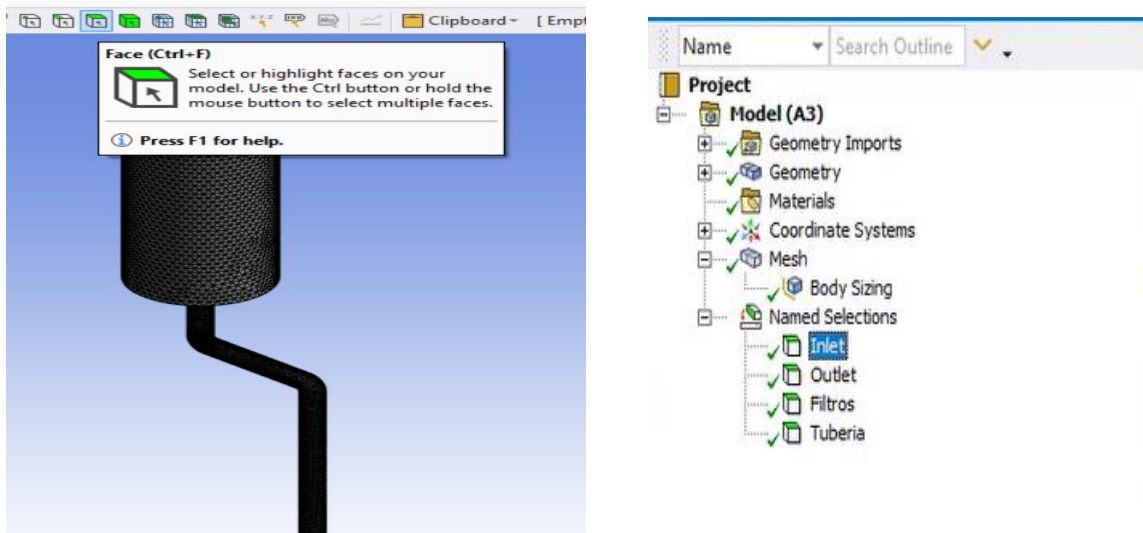 Clipboard
[ Empt
Face (Ctrl+F)
Select or highlight faces on your
model. Use the Ctrl button or hold the
mouse button to select multiple faces.
Press F1 for help.
Name
Search Outline
Project
Model (A3)
Geometry Imports
Geometry
Materials
Coordinate Systems
Mesh
Body Sizing
Named Selections
Inlet
Outlet
Filtros
Tuberia